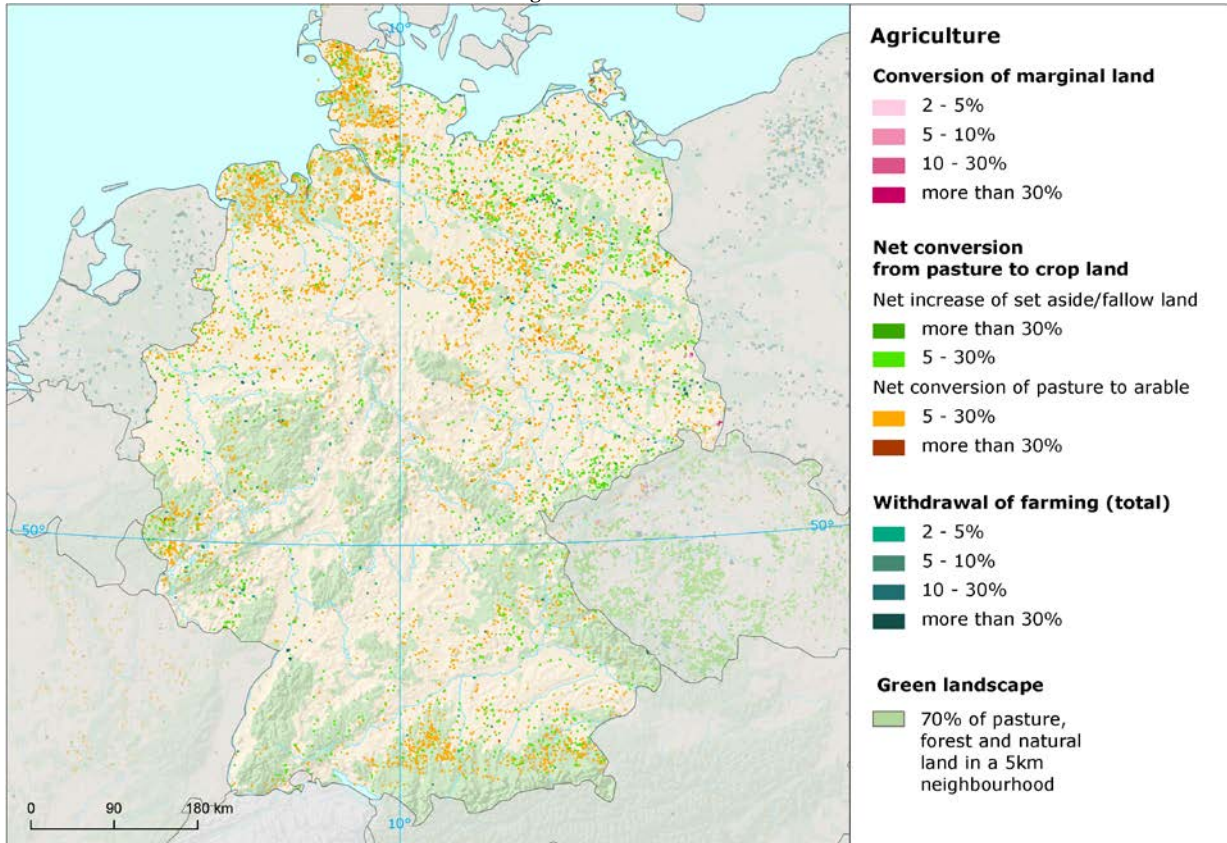 10°
50°
50°
10°
0 90 180 km
Agriculture
Conversion of marginal land
2 - 5%
5 - 10%
10 - 30%
more than 30%
Net conversion
from pasture to crop land
Net increase of set aside/fallow land
more than 30%
5 - 30%
Net conversion of pasture to arable
5 - 30%
more than 30%
Withdrawal of farming (total)
2 - 5%
5 - 10%
10 - 30%
more than 30%
Green landscape
70% of pasture,
forest and natural
land in a 5km
neighbourhood